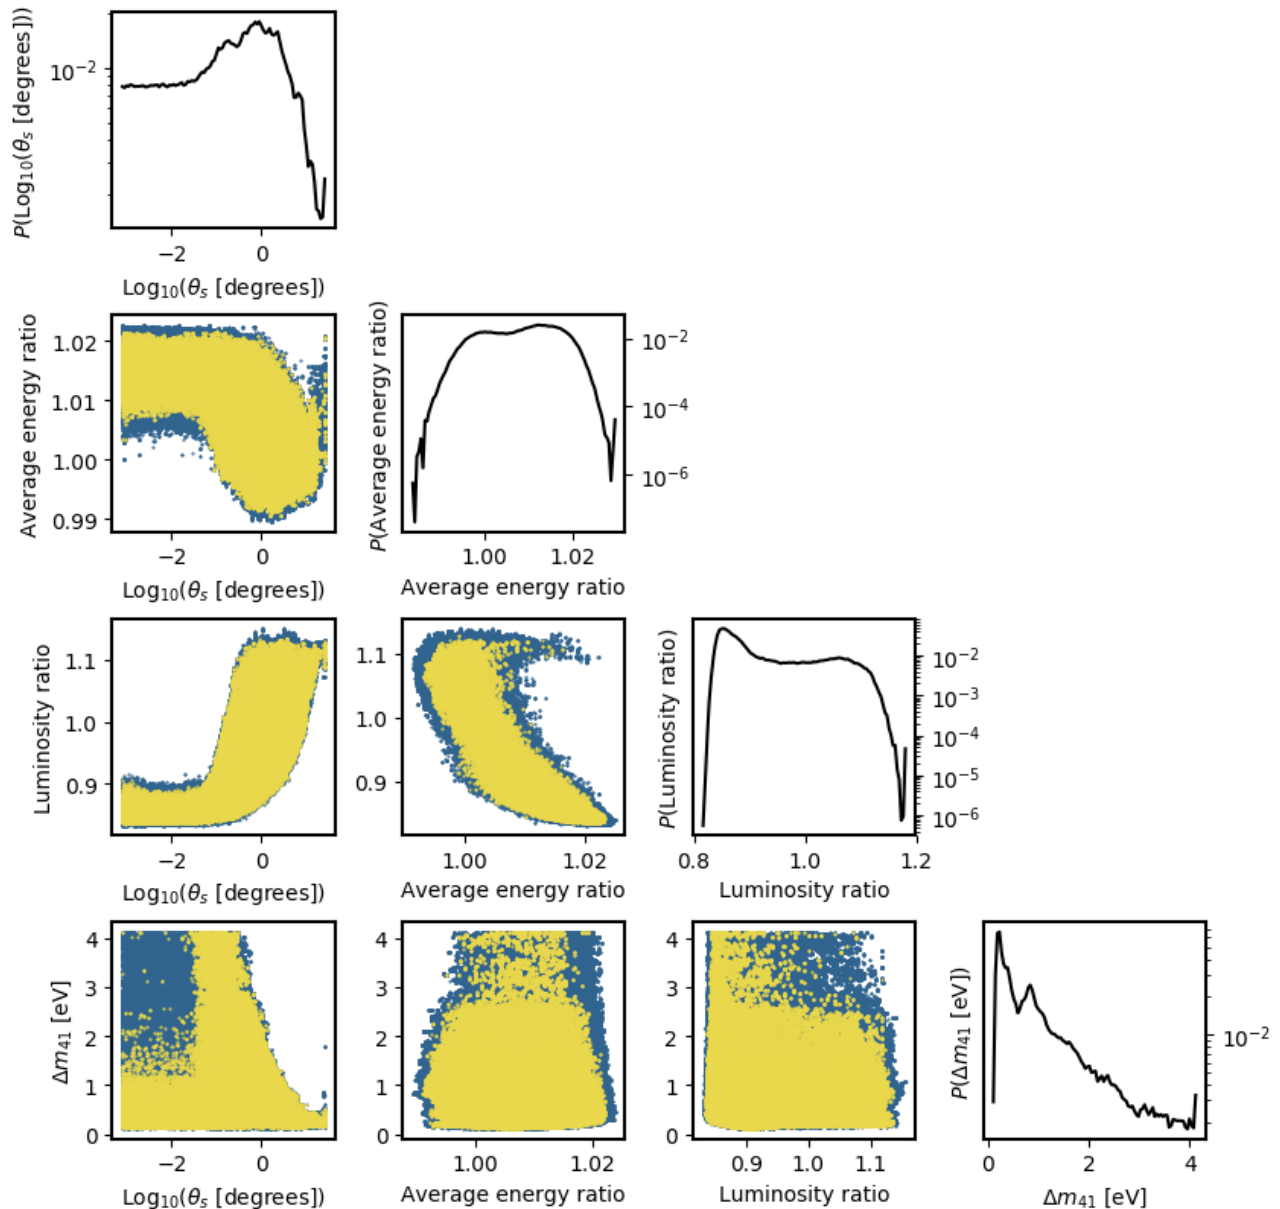 P(Log₁₀(θₛ [degrees]))
10⁻²
−2 0
Log₁₀(θₛ [degrees])
Average energy ratio
1.02
1.01
1.00
0.99
−2 0
Log₁₀(θₛ [degrees])
P(Average energy ratio)
10⁻²
10⁻⁴
10⁻⁶
1.00 1.02
Average energy ratio
Luminosity ratio
1.1
1.0
0.9
−2 0
Log₁₀(θₛ [degrees])
1.1
1.0
0.9
1.00 1.02
Average energy ratio
P(Luminosity ratio)
10⁻²
10⁻³
10⁻⁴
10⁻⁵
10⁻⁶
0.8 1.0 1.2
Luminosity ratio
Δm₄₁ [eV]
4
3
2
1
0
−2 0
Log₁₀(θₛ [degrees])
4
3
2
1
0
1.00 1.02
Average energy ratio
4
3
2
1
0
0.9 1.0 1.1
Luminosity ratio
P(Δm₄₁ [eV])
10⁻²
0 2 4
Δm₄₁ [eV]